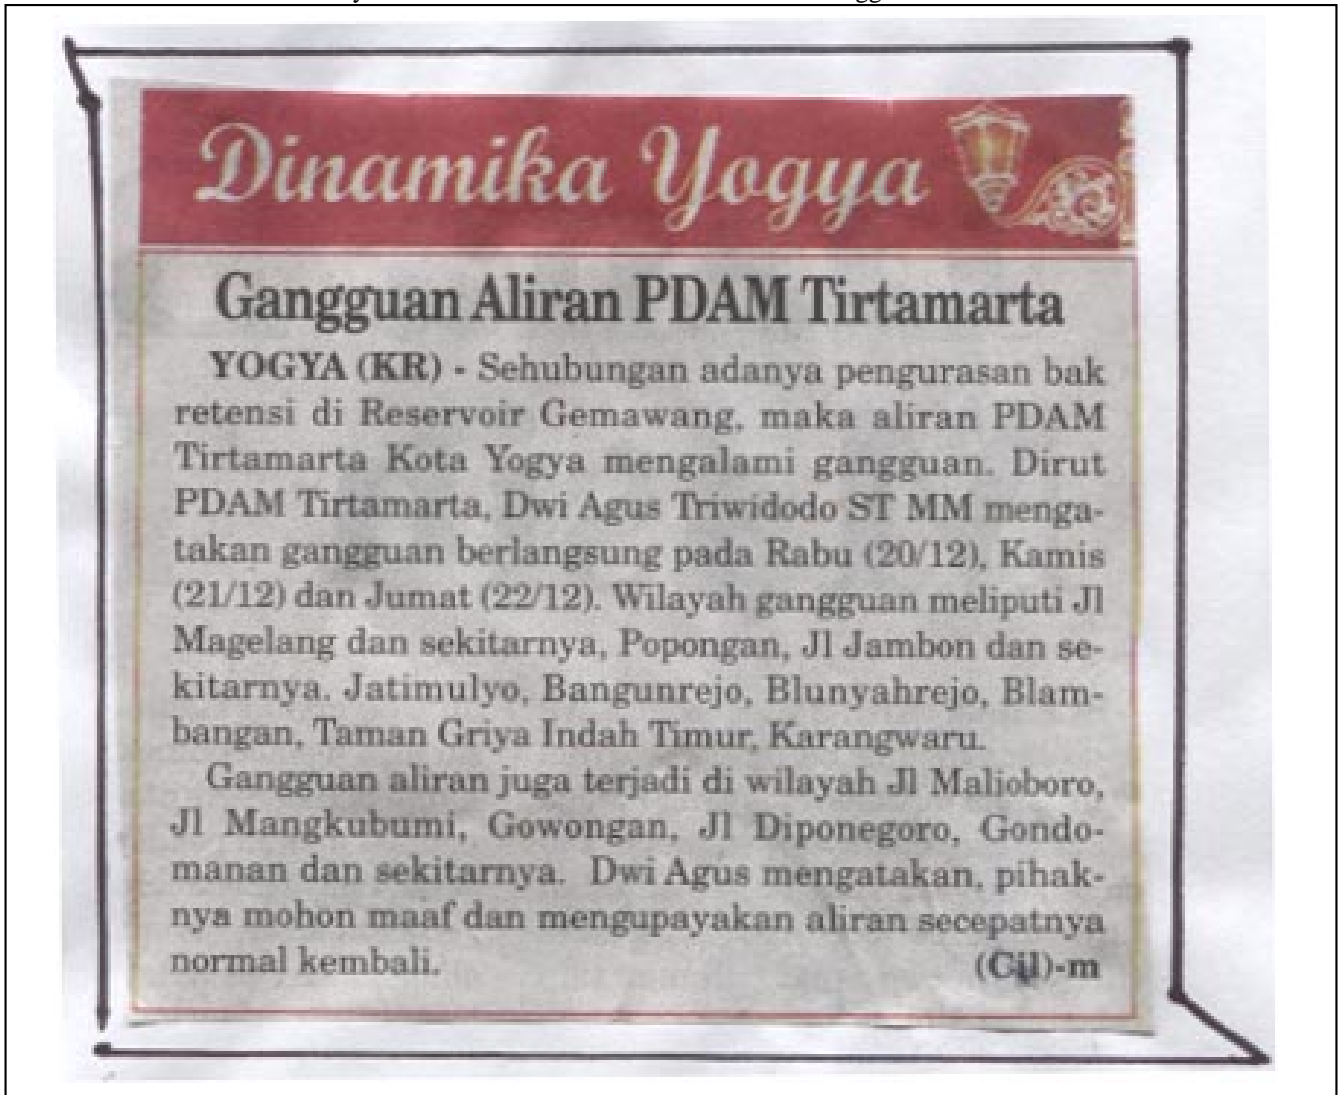 Dinamika Yogya
Gangguan Aliran PDAM Tirtamarta
YOGYA (KR) - Sehubungan adanya pengurasan bak
retensi di Reservoir Gemawang, maka aliran PDAM
Tirtamarta Kota Yogya mengalami gangguan. Dirut
PDAM Tirtamarta, Dwi Agus Triwidodo ST MM menga-
takan gangguan berlangsung pada Rabu (20/12), Kamis
(21/12) dan Jumat (22/12). Wilayah gangguan meliputi Jl
Magelang dan sekitarnya, Popongan, Jl Jambon dan se-
kitarnya. Jatimulyo, Bangunrejo, Blunyahrejo, Blam-
bangan, Taman Griya Indah Timur, Karangwaru.
Gangguan aliran juga terjadi di wilayah Jl Malioboro,
Jl Mangkubumi, Gowongan, Jl Diponegoro, Gondo-
manan dan sekitarnya. Dwi Agus mengatakan, pihak-
nya mohon maaf dan mengupayakan aliran secepatnya
normal kembali. (Cil)-m